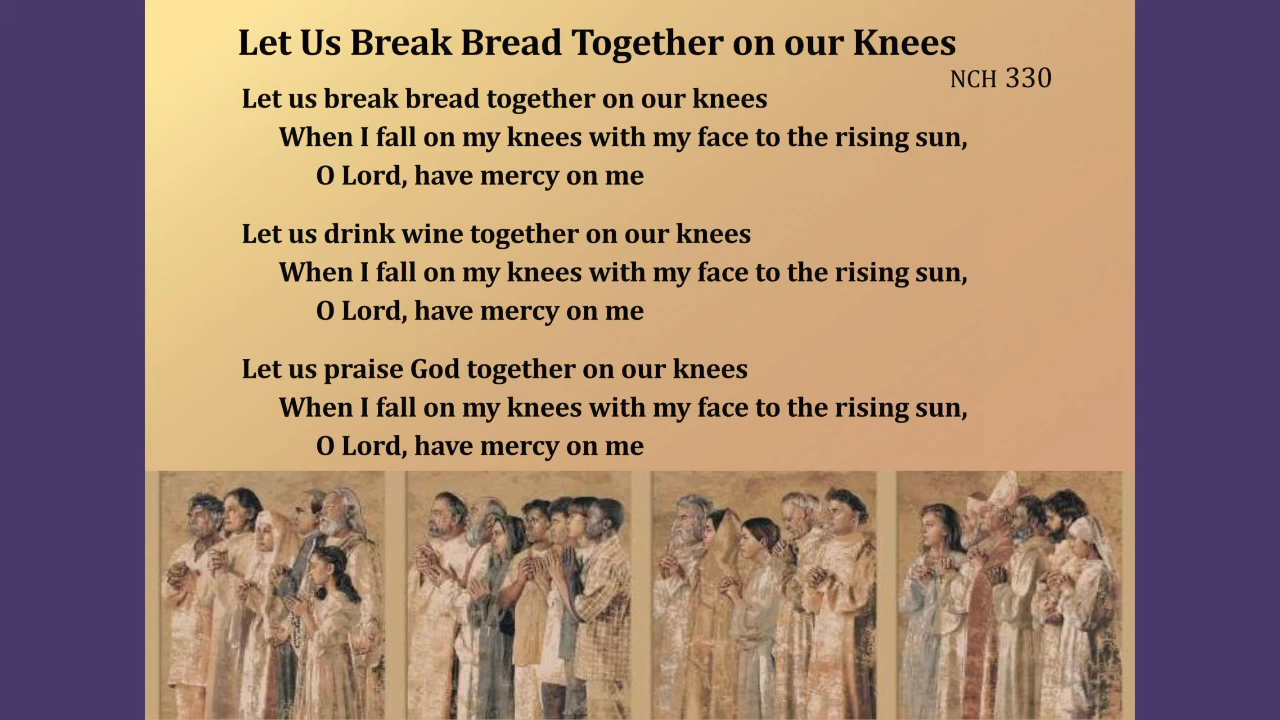 Let Us Break Bread Together on our Knees
NCH 330
Let us break bread together on our knees
When I fall on my knees with my face to the rising sun,
O Lord, have mercy on me
Let us drink wine together on our knees
When I fall on my knees with my face to the rising sun,
O Lord, have mercy on me
Let us praise God together on our knees
When I fall on my knees with my face to the rising sun,
O Lord, have mercy on me